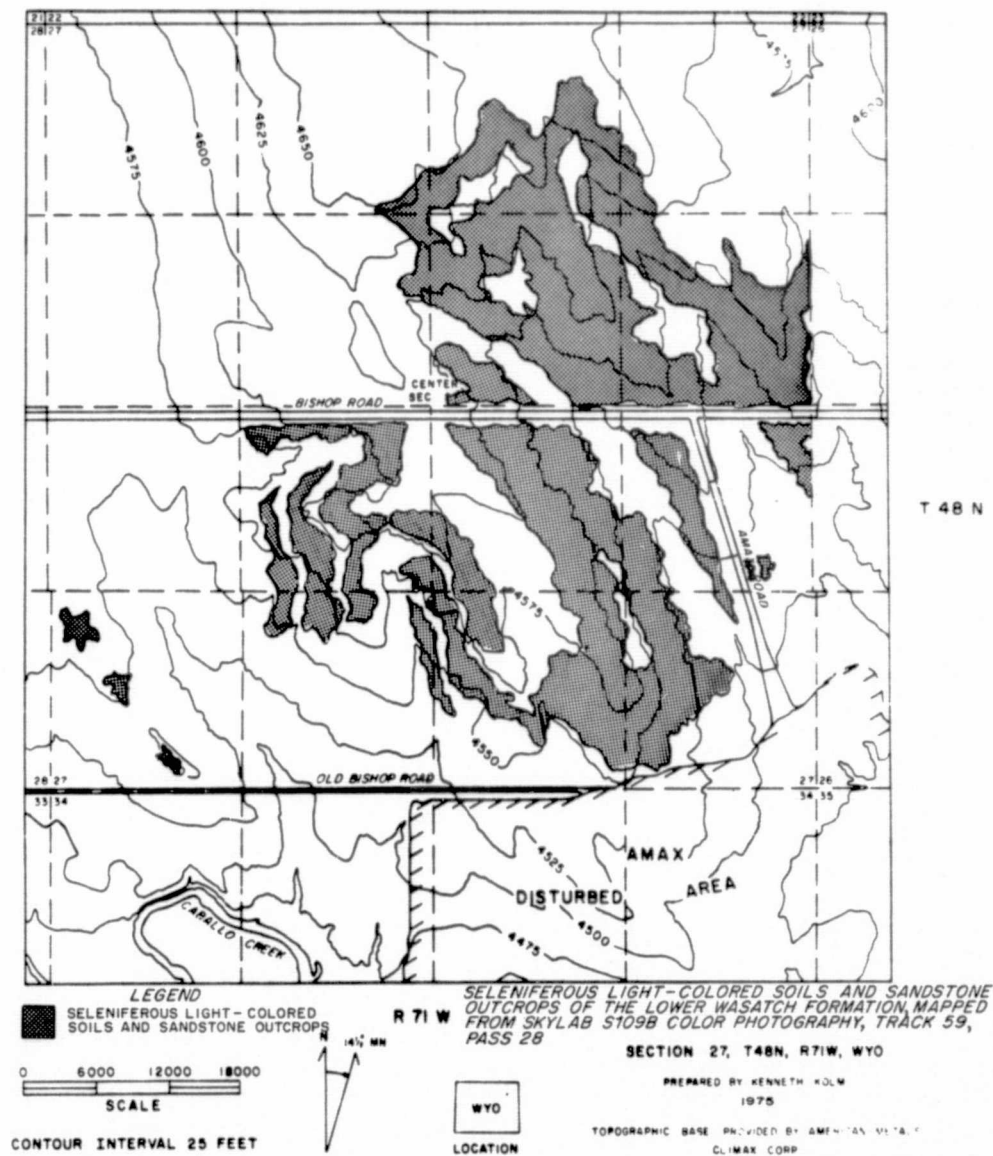 21 22
28 27
4575
4600
4625
4650
4600
CENTER
SEC
BISHOP ROAD
T 48 N
ROAD
4575
4550
OLD BISHOP ROAD
28 27
33 34
27 26
34 35
AMAX
DISTURBED AREA
4525
4500
4475
CABALLO CREEK
LEGEND
SELENIFEROUS LIGHT-COLORED
SOILS AND SANDSTONE OUTCROPS
R 71 W
SELENIFEROUS LIGHT-COLORED SOILS AND SANDSTONE
OUTCROPS OF THE LOWER WASATCH FORMATION, MAPPED
FROM SKYLAB S109B COLOR PHOTOGRAPHY, TRACK 59,
PASS 28
SECTION 27, T48N, R71W, WYO
N
MN
0 6000 12000 18000
SCALE
CONTOUR INTERVAL 25 FEET
WYO
LOCATION
PREPARED BY KENNETH KOLM
1975
TOPOGRAPHIC BASE PROVIDED BY AMERICAN METALS
CLIMAX CORP